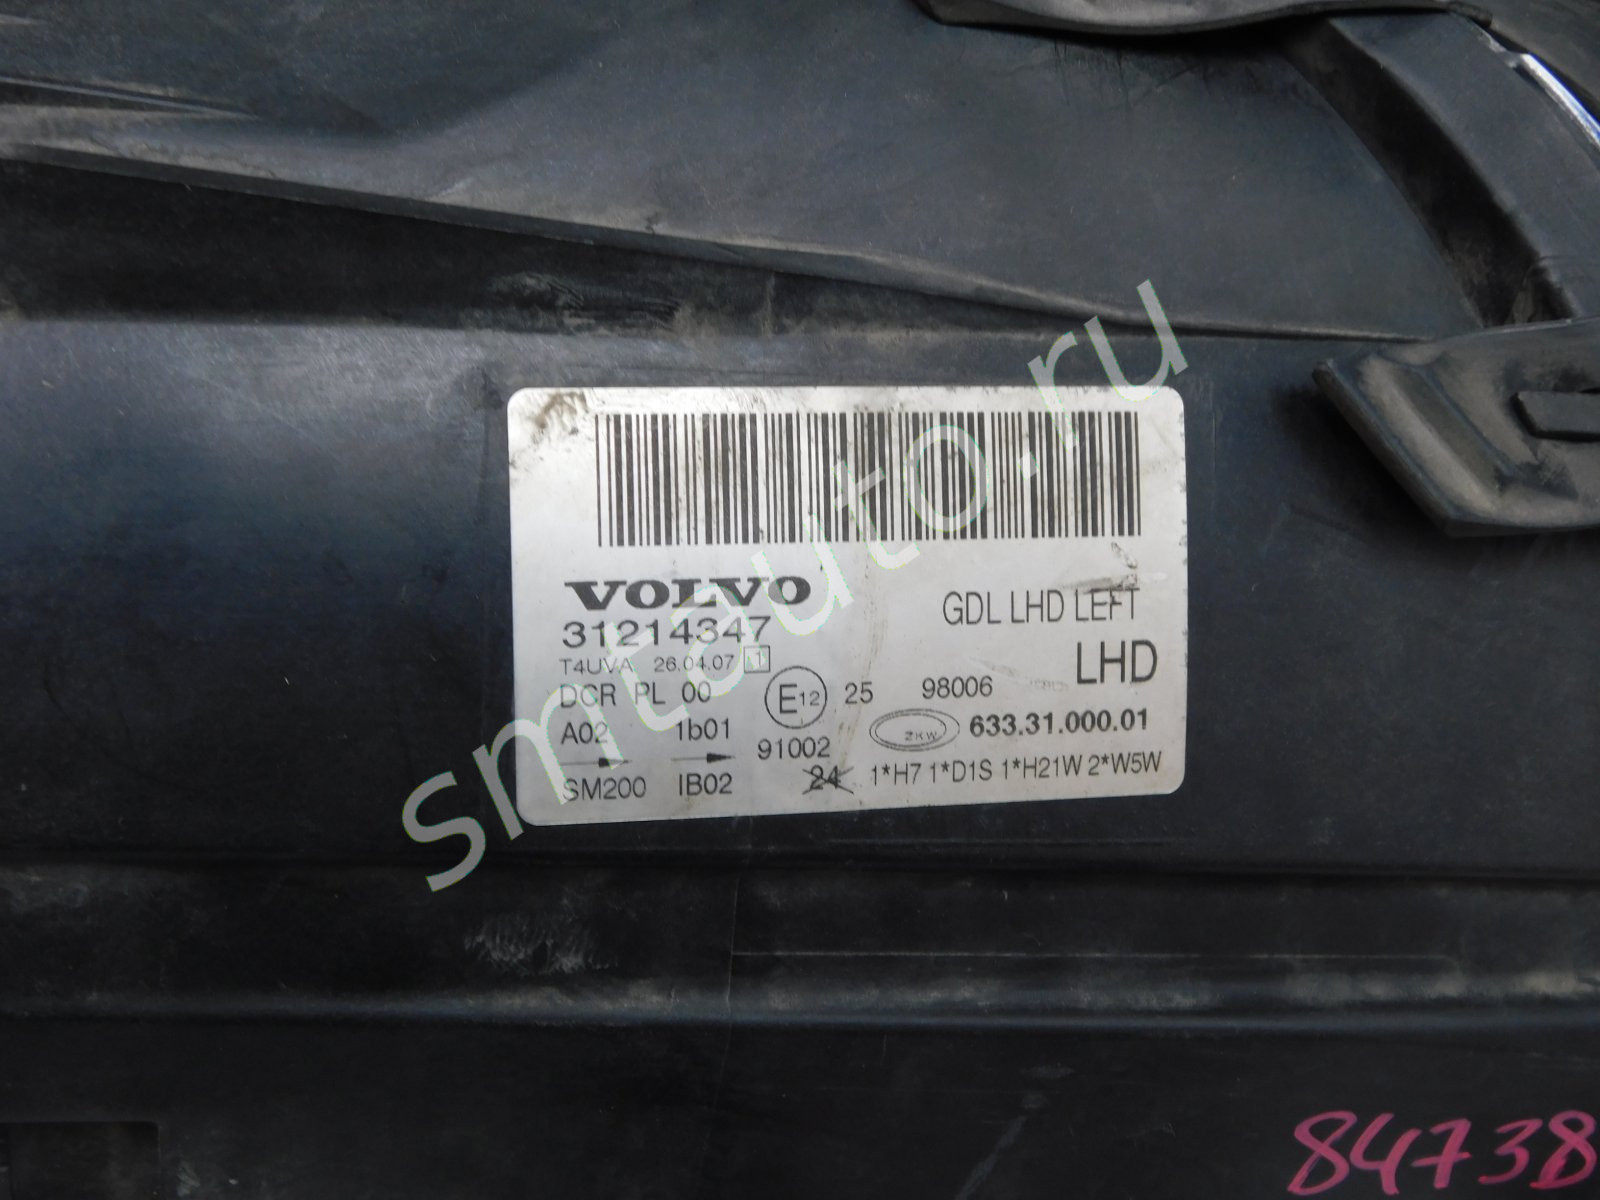 VOLVO
31214347
GDL LHD LEFT
T4UVA 26.04.07 1
LHD
DCR PL 00 E12 25 98006
A02 1b01 91002 ZKW 633.31.000.01
SM200 IB02 24 1*H7 1*D1S 1*H21W 2*W5W
smtauto.ru
84738